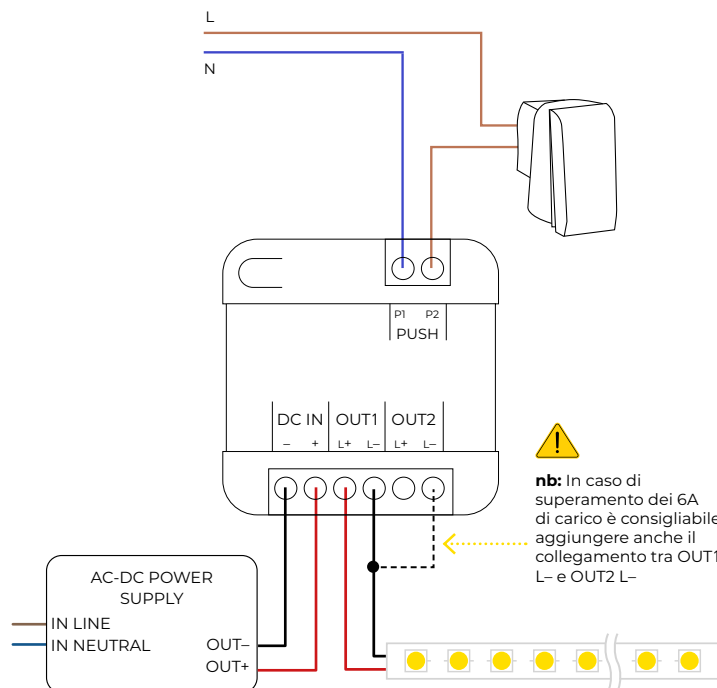 L
N
P1 P2
PUSH
DC IN OUT1 OUT2
– + L+ L– L+ L–
nb: In caso di
superamento dei 6A
di carico è consigliabile
aggiungere anche il
collegamento tra OUT1
L– e OUT2 L–
AC-DC POWER
SUPPLY
IN LINE
IN NEUTRAL
OUT–
OUT+